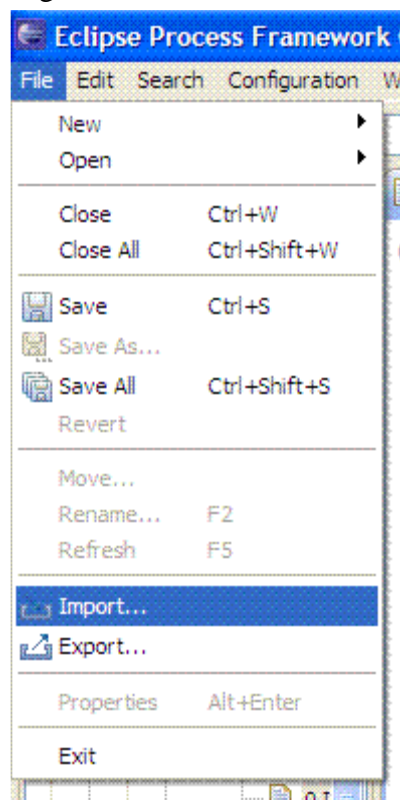 Eclipse Process Framework
File Edit Search Configuration W
New
Open
Close Ctrl+W
Close All Ctrl+Shift+W
Save Ctrl+S
Save As...
Save All Ctrl+Shift+S
Revert
Move...
Rename... F2
Refresh F5
Import...
Export...
Properties Alt+Enter
Exit